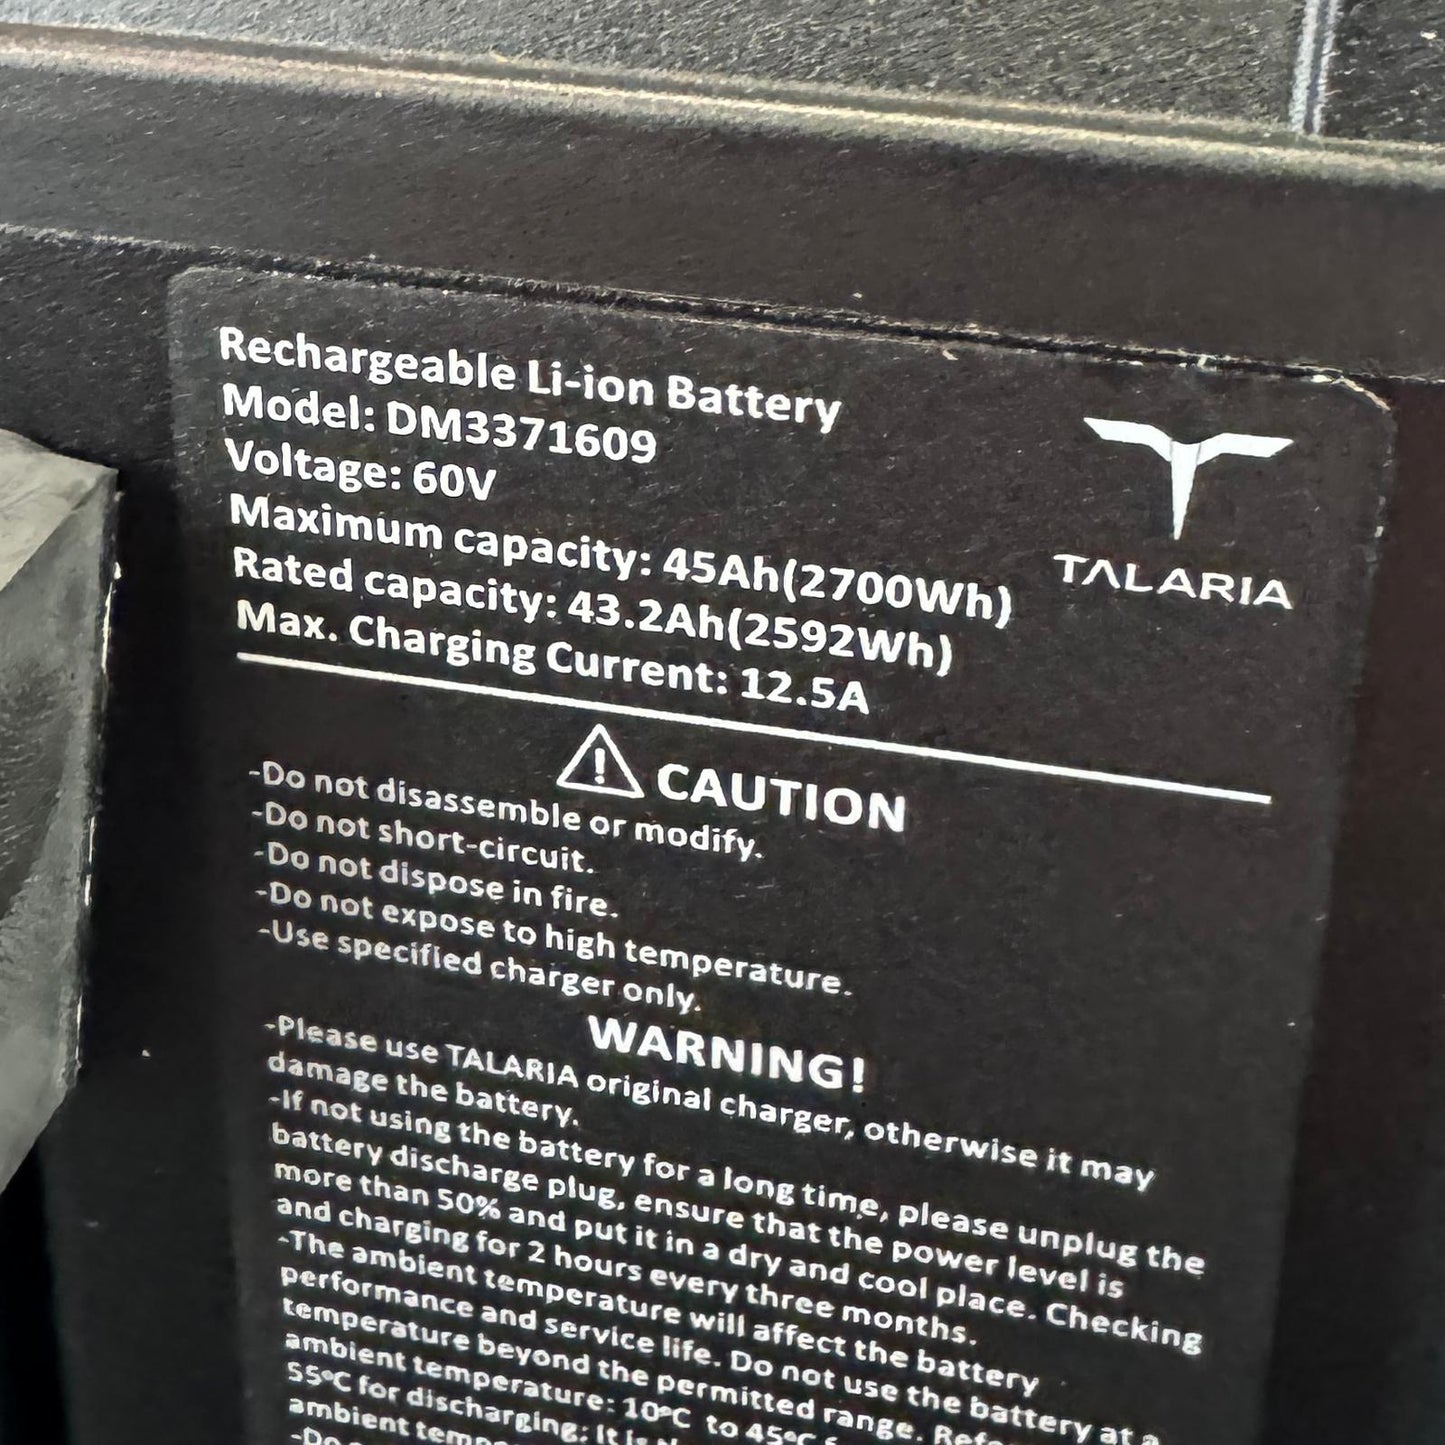 Rechargeable Li-ion Battery
Model: DM3371609
Voltage: 60V
Maximum capacity: 45Ah(2700Wh)
Rated capacity: 43.2Ah(2592Wh)
Max. Charging Current: 12.5A
TALARIA
CAUTION
-Do not disassemble or modify.
-Do not short-circuit.
-Do not dispose in fire.
-Do not expose to high temperature.
-Use specified charger only.
WARNING!
-Please use TALARIA original charger, otherwise it may
damage the battery.
-If not using the battery for a long time, please unplug the
battery discharge plug, ensure that the power level is
more than 50% and put it in a dry and cool place. Checking
and charging for 2 hours every three months.
-The ambient temperature will affect the battery
performance and service life. Do not use the battery at a
temperature beyond the permitted range.
ambient temperature: 10°C to 45°C
55°C for discharging; It is
ambient